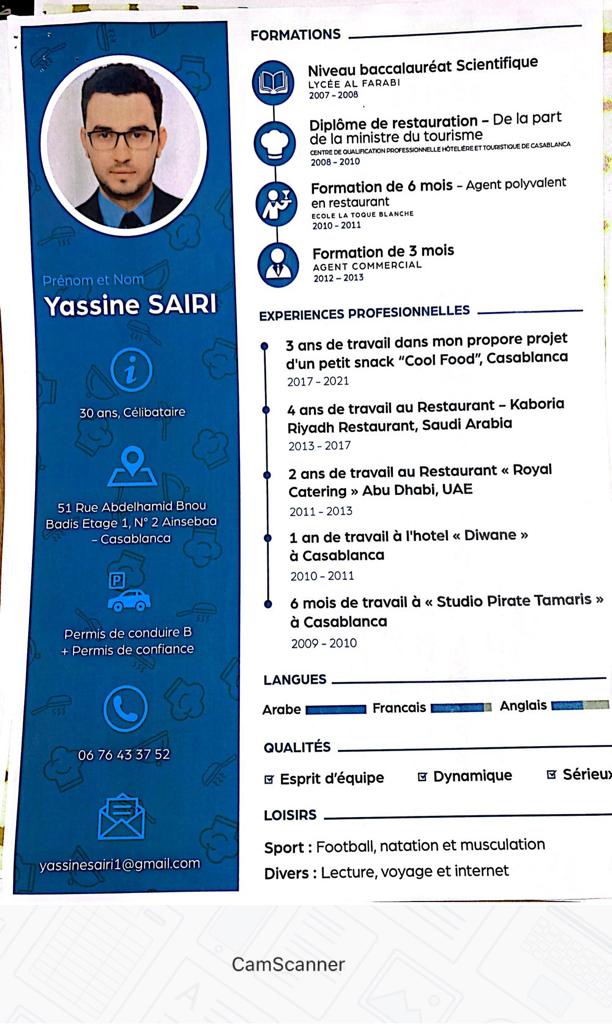 Prénom et Nom
Yassine SAIRI
30 ans, Célibataire
51 Rue Abdelhamid Bnou
Badis Etage 1, N° 2 Ainsebaa
- Casablanca
P
Permis de conduire B
+ Permis de confiance
06 76 43 37 52
yassinesairi1@gmail.com
FORMATIONS
Niveau baccalauréat Scientifique
LYCÉE AL FARABI
2007 - 2008
Diplôme de restauration - De la part
de la ministre du tourisme
CENTRE DE QUALIFICATION PROFESSIONNELLE HÔTELIÈRE ET TOURISTIQUE DE CASABLANCA
2008 - 2010
Formation de 6 mois - Agent polyvalent
en restaurant
ECOLE LA TOQUE BLANCHE
2010 - 2011
Formation de 3 mois
AGENT COMMERCIAL
2012 - 2013
EXPERIENCES PROFESIONNELLES
3 ans de travail dans mon propore projet
d'un petit snack "Cool Food", Casablanca
2017 - 2021
4 ans de travail au Restaurant - Kaboria
Riyadh Restaurant, Saudi Arabia
2013 - 2017
2 ans de travail au Restaurant « Royal
Catering » Abu Dhabi, UAE
2011 - 2013
1 an de travail à l'hotel « Diwane »
à Casablanca
2010 - 2011
6 mois de travail à « Studio Pirate Tamaris »
à Casablanca
2009 - 2010
LANGUES
Arabe Francais Anglais
QUALITÉS
Esprit d'équipe Dynamique Sérieux
LOISIRS
Sport : Football, natation et musculation
Divers : Lecture, voyage et internet
CamScanner